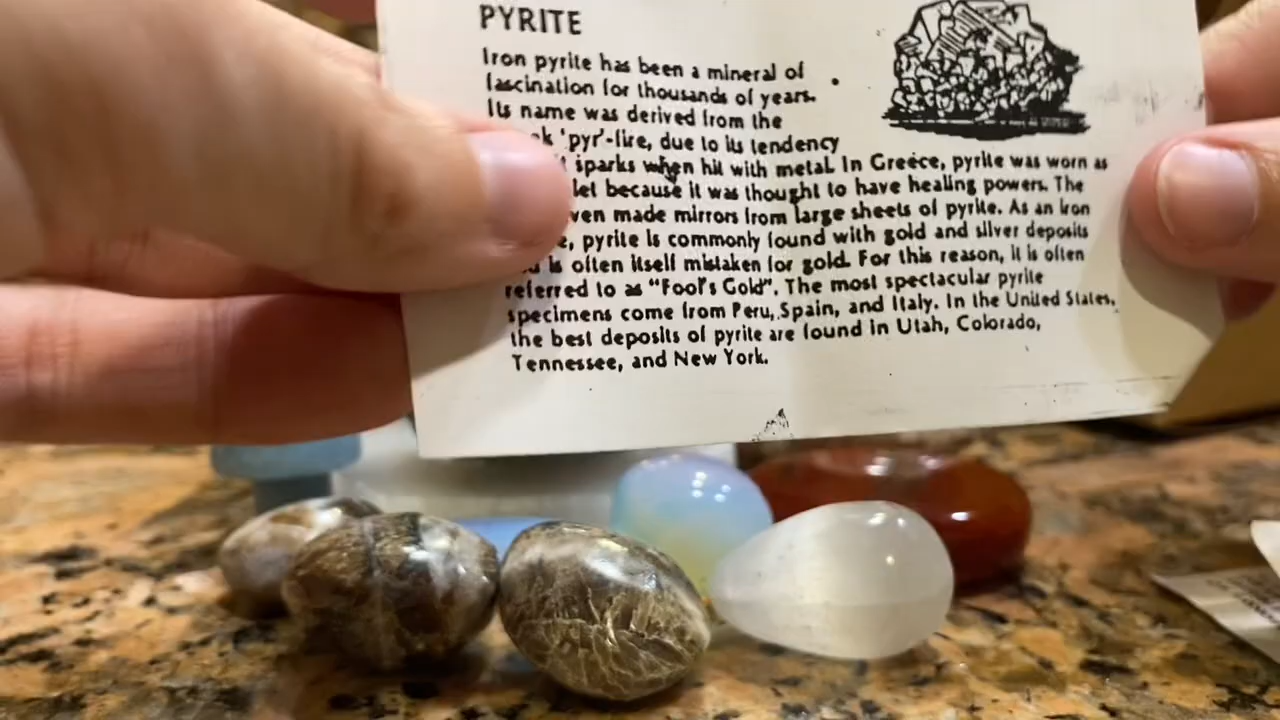 PYRITE
Iron pyrite has been a mineral of
fascination for thousands of years.
Its name was derived from the
k 'pyr'-fire, due to its tendency
t sparks when hit with metal. In Greece, pyrite was worn as
let because it was thought to have healing powers. The
ven made mirrors from large sheets of pyrite. As an iron
e, pyrite is commonly found with gold and silver deposits
is often itself mistaken for gold. For this reason, it is often
referred to as "Fool's Gold". The most spectacular pyrite
specimens come from Peru, Spain, and Italy. In the United States,
the best deposits of pyrite are found in Utah, Colorado,
Tennessee, and New York.